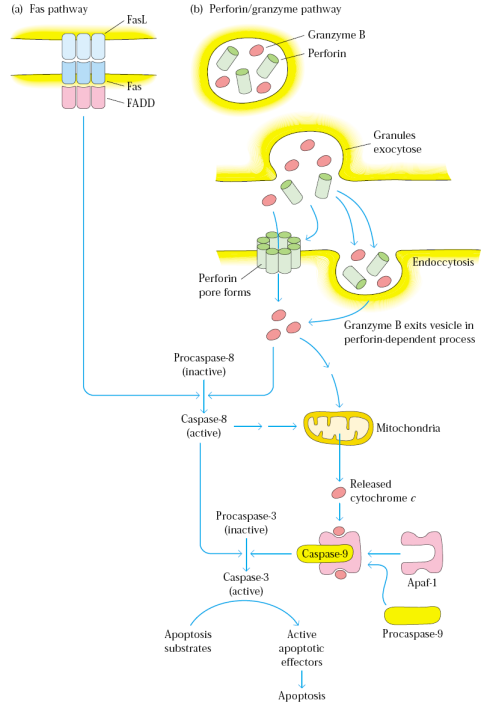 (a) Fas pathway
FasL
Fas
FADD
(b) Perforin/granzyme pathway
Granzyme B
Perforin
Granules
exocytose
Perforin
pore forms
Endoccytosis
Granzyme B exits vesicle in
perforin-dependent process
Procaspase-8
(inactive)
Caspase-8
(active)
Mitochondria
Released
cytochrome c
Procaspase-3
(inactive)
Caspase-9
Apaf-1
Caspase-3
(active)
Procaspase-9
Apoptosis
substrates
Active
apoptotic
effectors
Apoptosis